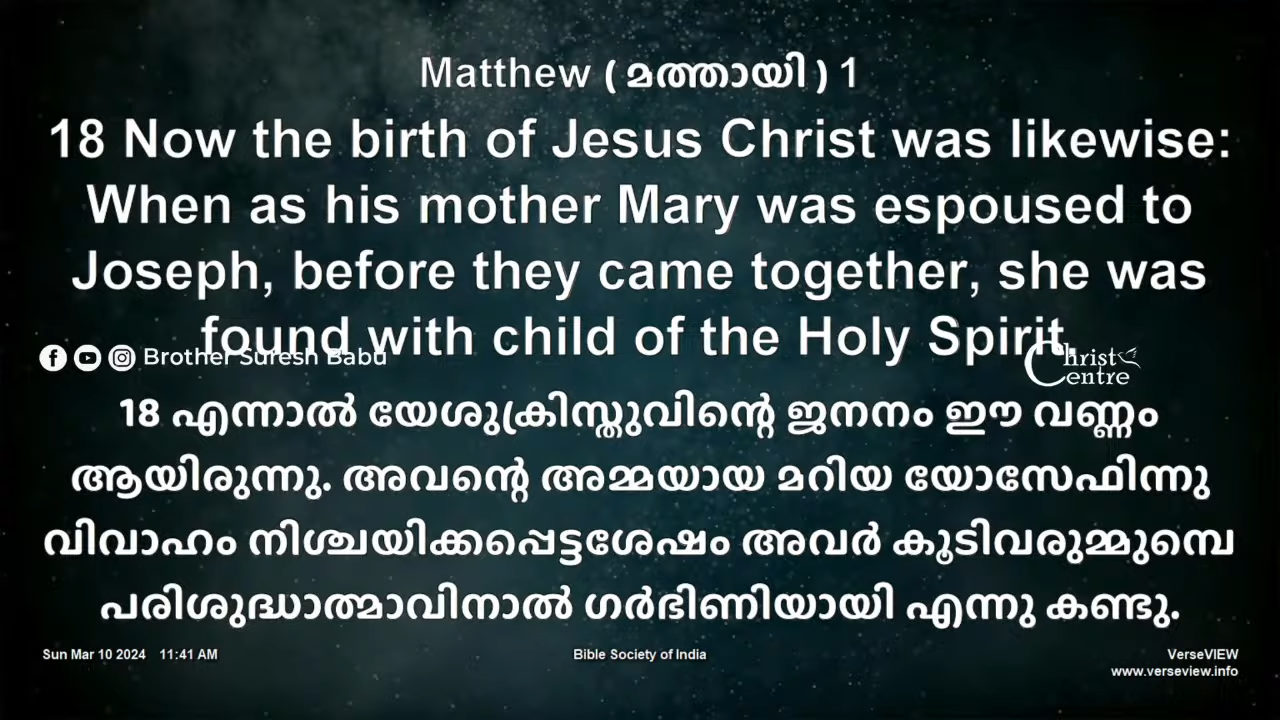 Matthew ( മത്തായി ) 1
18 Now the birth of Jesus Christ was likewise:
When as his mother Mary was espoused to
Joseph, before they came together, she was
found with child of the Holy Spirit.
Brother Suresh Babu
Christ
Centre
18 എന്നാൽ യേശുക്രിസ്തുവിന്റെ ജനനം ഈ വണ്ണം
ആയിരുന്നു. അവന്റെ അമ്മയായ മറിയ യോസേഫിന്നു
വിവാഹം നിശ്ചയിക്കപ്പെട്ടശേഷം അവർ കൂടിവരുമ്മുമ്പെ
പരിശുദ്ധാത്മാവിനാൽ ഗർഭിണിയായി എന്നു കണ്ടു.
Sun Mar 10 2024 11:41 AM
Bible Society of India
VerseVIEW
www.verseview.info